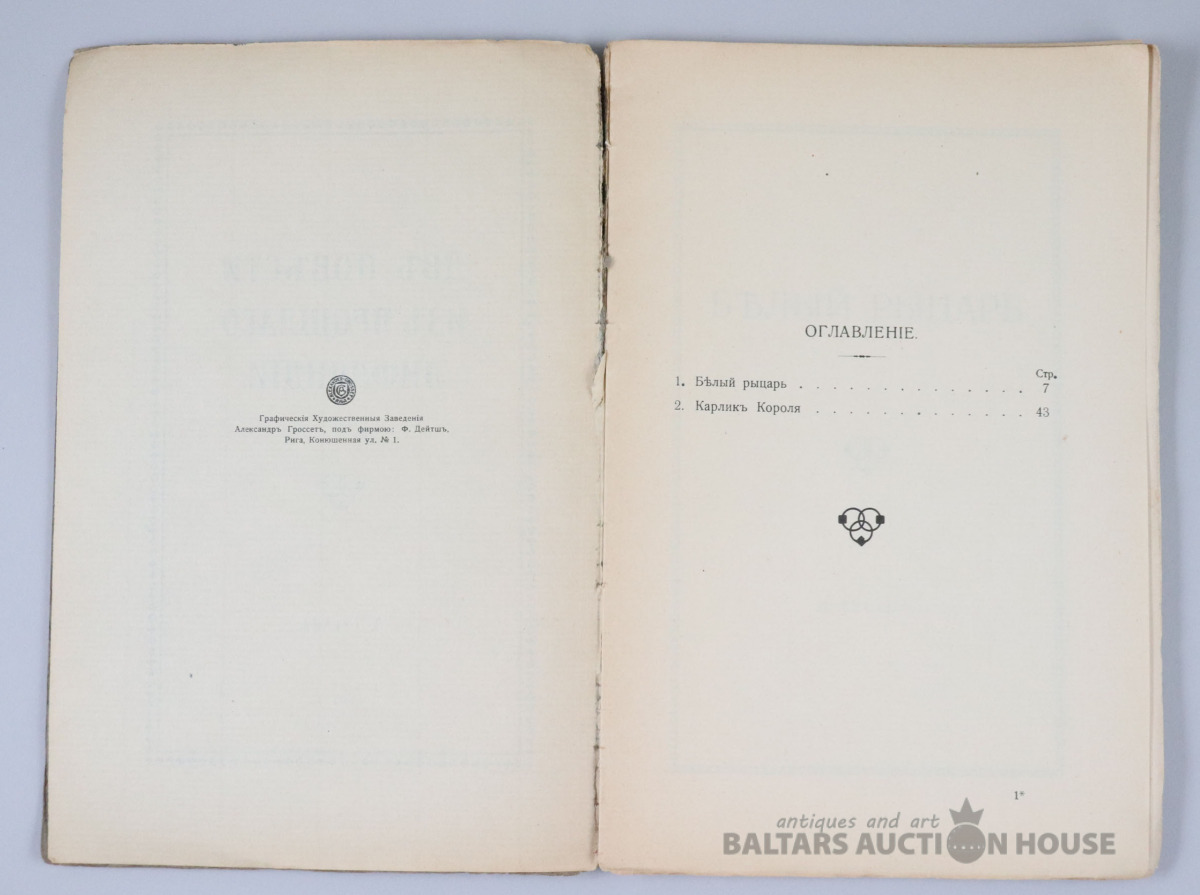 Графическія Художественныя Заведенія
Александръ Гроссетъ, подъ фирмою: Ф. Дейтшъ,
Рига, Конюшенная ул. № 1.
ОГЛАВЛЕНІЕ.
Стр.
1. Бѣлый рыцарь . . . . . . . . . . . . . . 7
2. Карликъ Короля . . . . . . . . . . . . . 43
1*
antiques and art
BALTARS AUCTION HOUSE